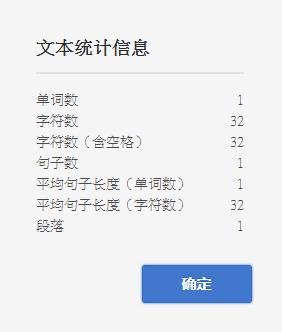 文本统计信息
单词数 1
字符数 32
字符数（含空格） 32
句子数 1
平均句子长度（单词数） 1
平均句子长度（字符数） 32
段落 1
确定